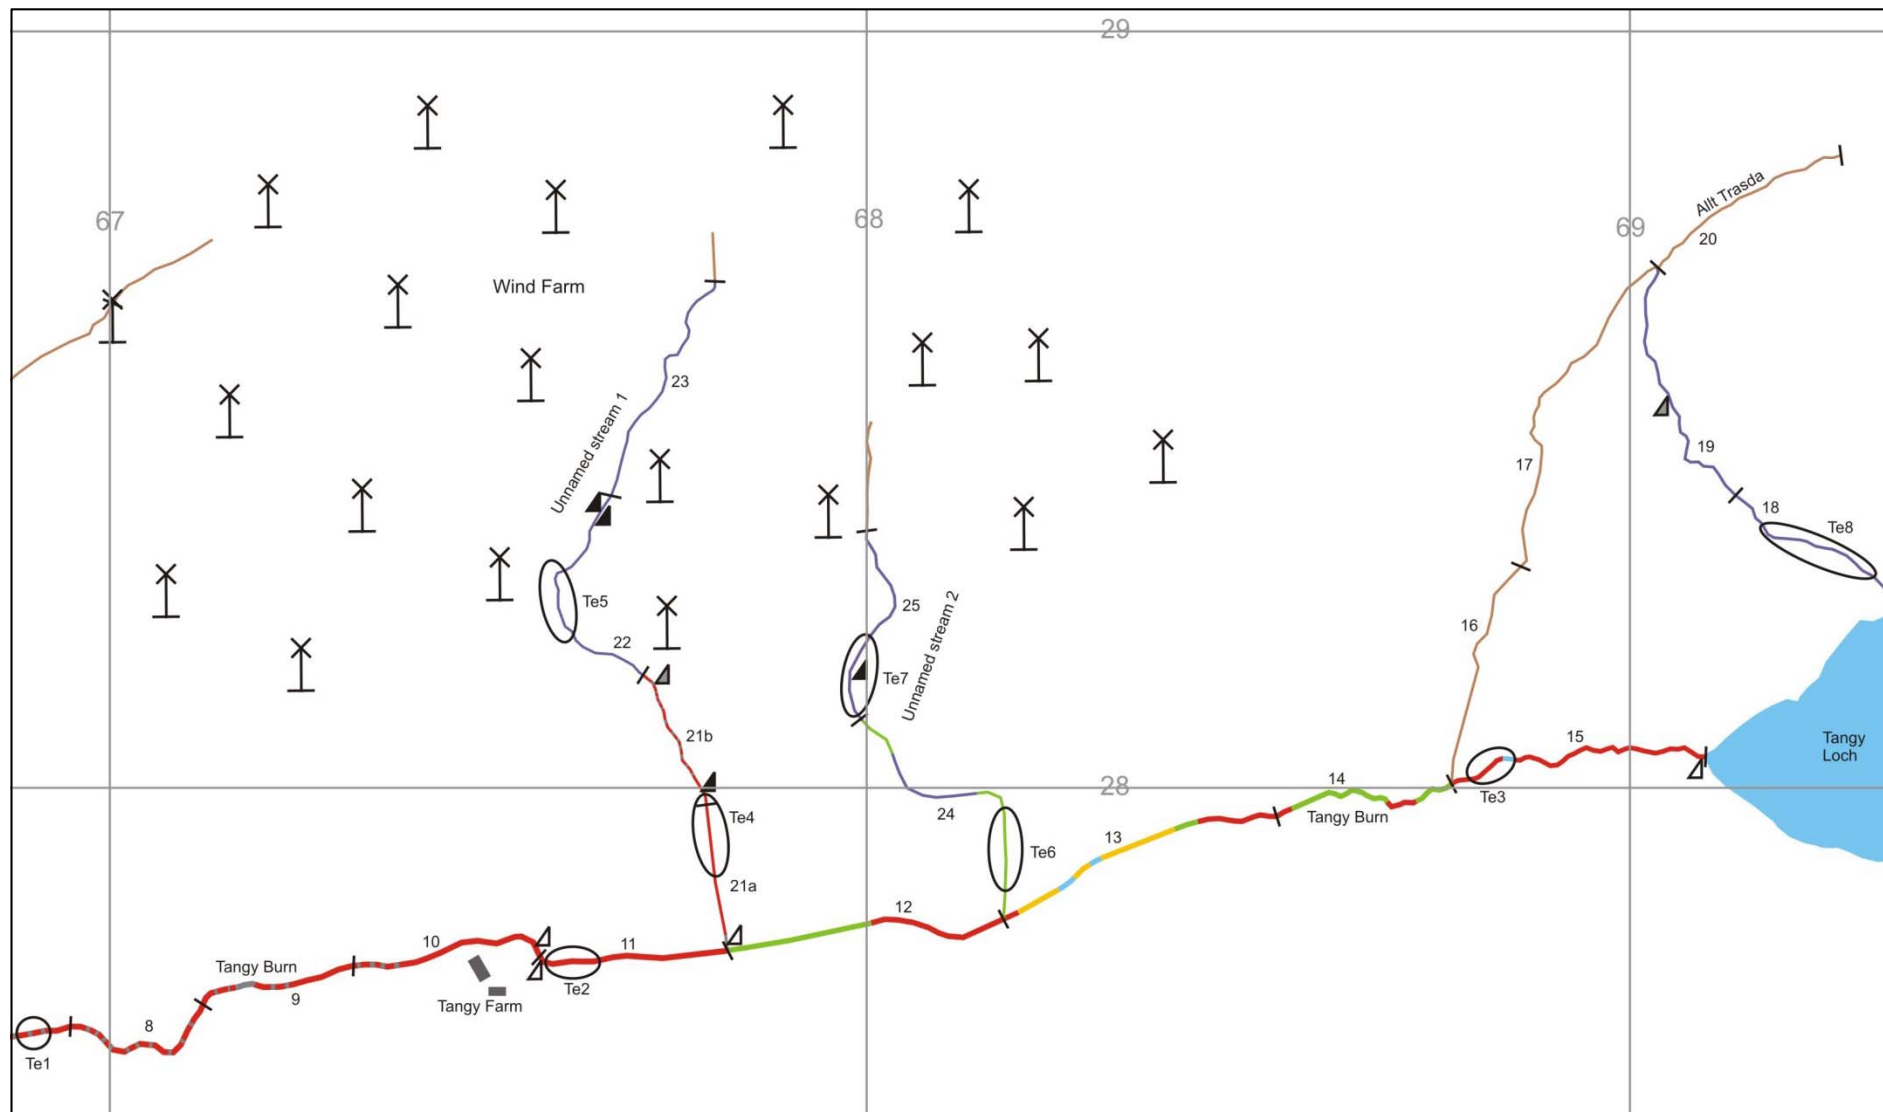 29
Allt Trasda
67
68
69
20
Wind Farm
23
Unnamed stream 1
17
19
18
Te8
Te5
25
Unnamed stream 2
22
16
Te7
21b
15
Tangy
Loch
14
28
Te3
Te4
24
Tangy Burn
13
Te6
21a
12
10
11
Tangy Burn
9
Te2
Tangy Farm
8
Te1